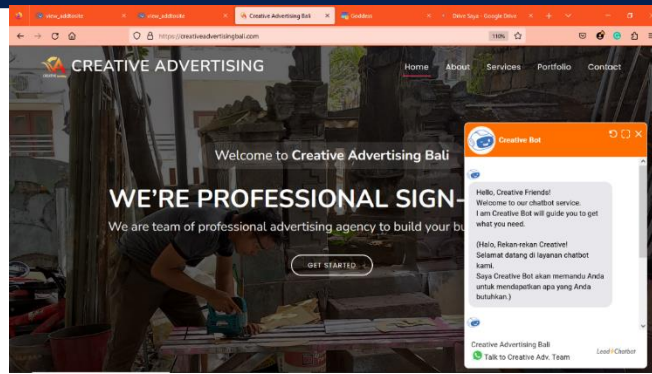 view_addhosite
view_addhosite
Creative Advertising Bali
Goddess
Drive Saya - Google Drive
https://creativeadvertisingbali.com
110%
CREATIVE ADVERTISING
Home About Services Portfolio Contact
Welcome to Creative Advertising Bali
WE'RE PROFESSIONAL SIGN-
We are team of professional advertising agency to build your bu
GET STARTED
Creative Bot
Hello, Creative Friends!
Welcome to our chatbot service.
I am Creative Bot will guide you to get
what you need.
(Halo, Rekan-rekan Creative!
Selamat datang di layanan chatbot
kami.
Saya Creative Bot akan memandu Anda
untuk mendapatkan apa yang Anda
butuhkan.)
Creative Advertising Bali
Talk to Creative Adv. Team